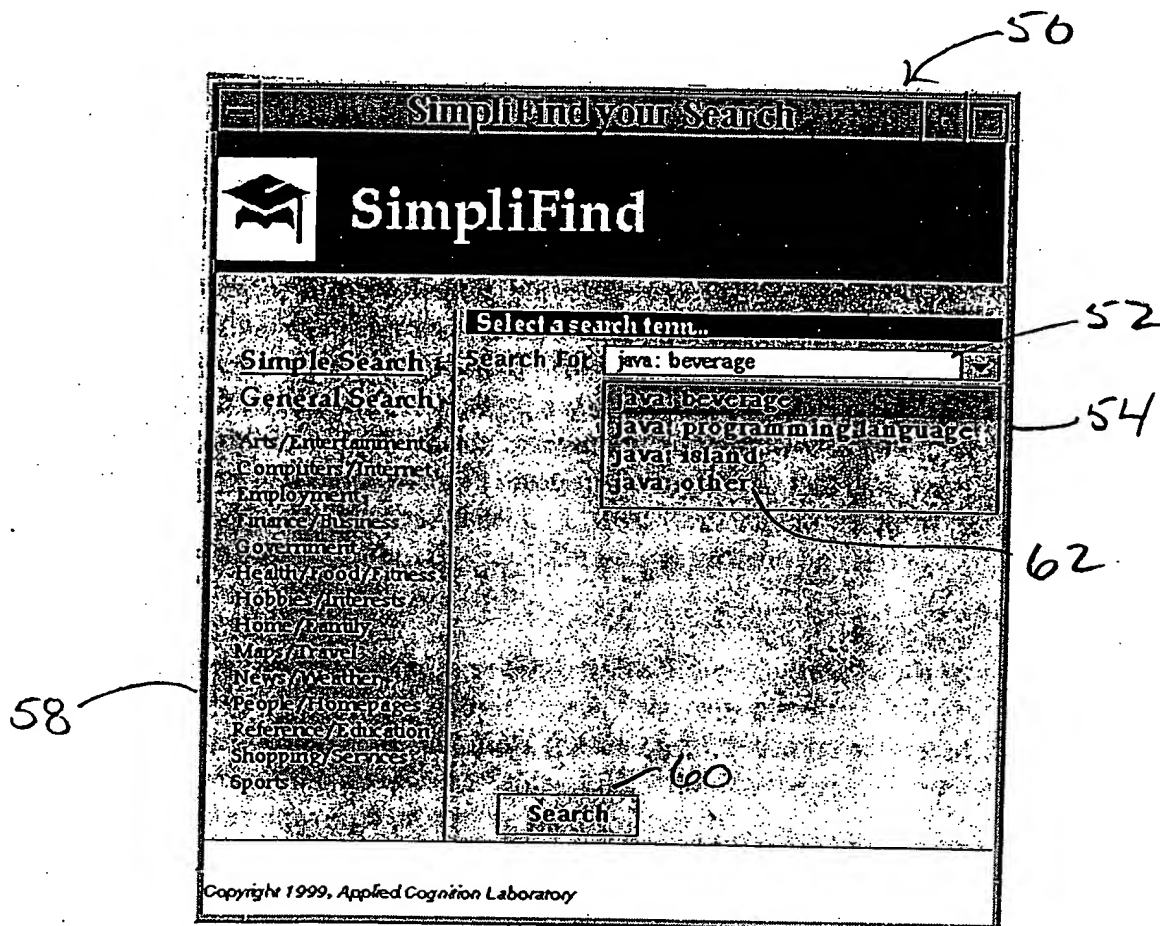 50
SimpliFind your Search
SimpliFind
Select a search term...
52
Simple Search
Search For
java: beverage
General Search
java: beverage
54
java: programming language
java: island
java: other
62
Arts/Entertainment
Computers/Internet
Employment
Finance/Business
Government
Health/Food/Fitness
Hobbies/Interests
Home/Family
Maps/Travel
News/Weather
58
People/Homepages
Reference/Education
Shopping/Services
Sports
60
Search
Copyright 1999, Applied Cognition Laboratory